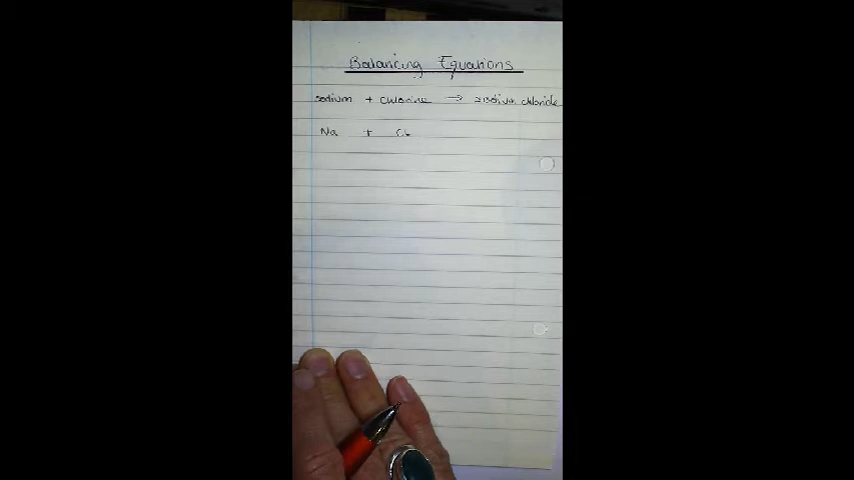 Balancing Equations
sodium + chlorine → sodium chloride
Na + Cl